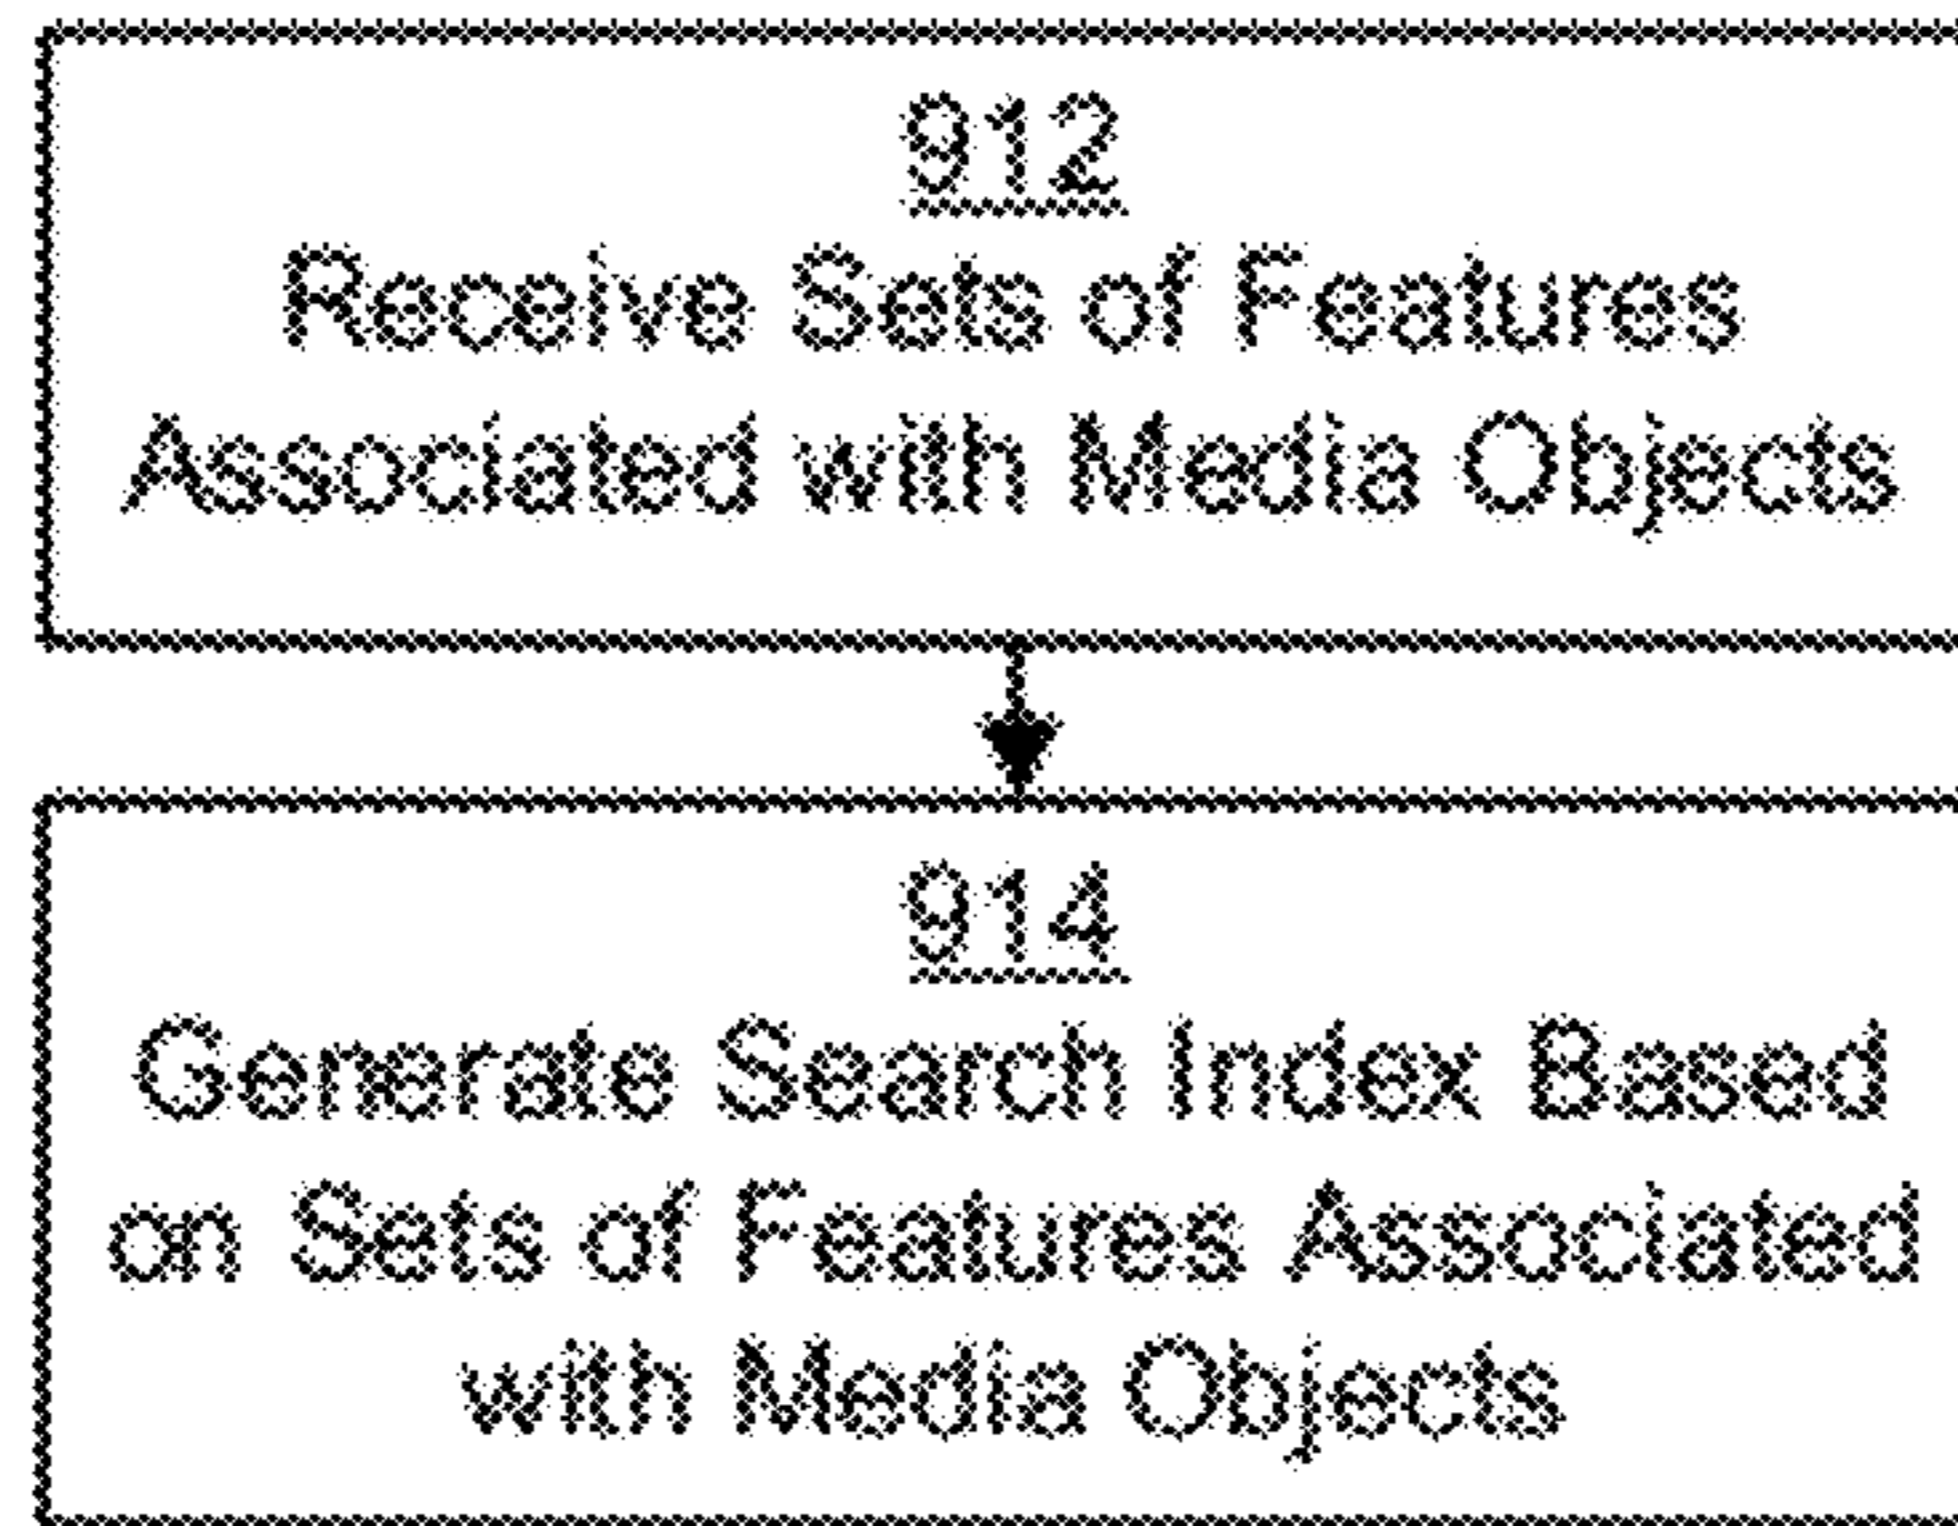 912
Receive Sets of Features
Associated with Media Objects
914
Generate Search Index Based
on Sets of Features Associated
with Media Objects